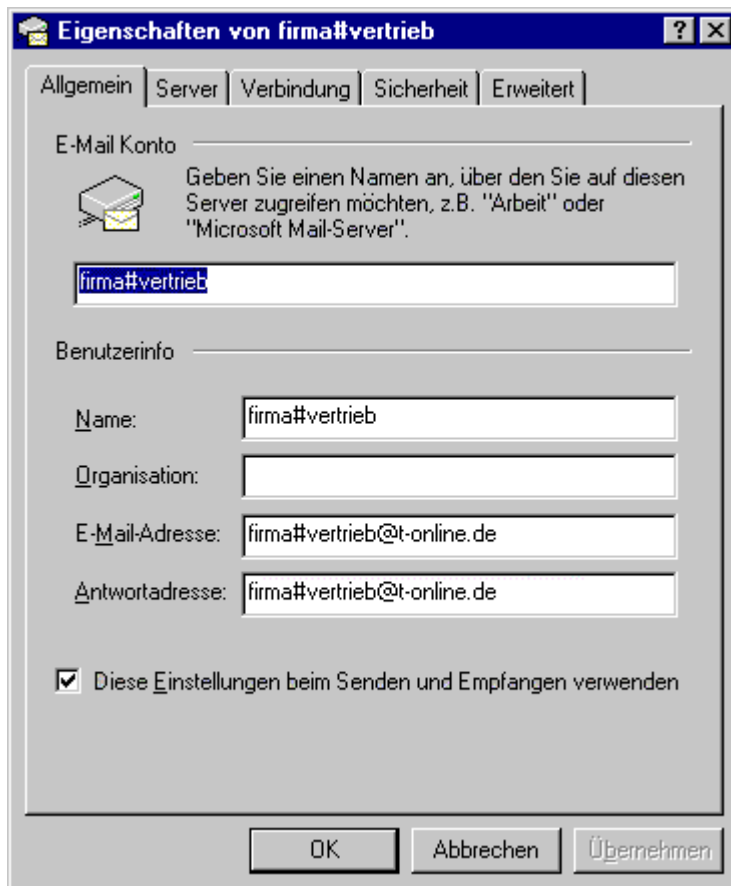 Eigenschaften von firma#vertrieb
Allgemein Server Verbindung Sicherheit Erweitert
E-Mail Konto
Geben Sie einen Namen an, über den Sie auf diesen
Server zugreifen möchten, z.B. "Arbeit" oder
"Microsoft Mail-Server".
firma#vertrieb
Benutzerinfo
Name: firma#vertrieb
Organisation:
E-Mail-Adresse: firma#vertrieb@t-online.de
Antwortadresse: firma#vertrieb@t-online.de
Diese Einstellungen beim Senden und Empfangen verwenden
OK Abbrechen Übernehmen